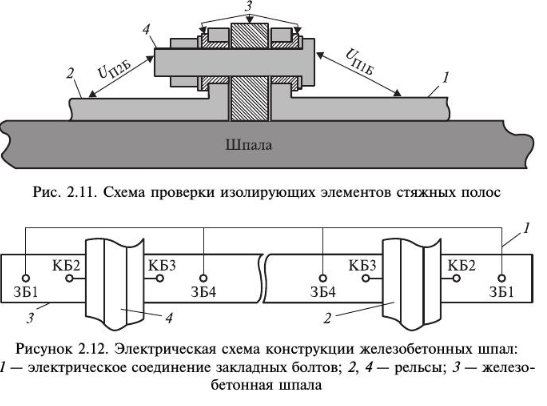 3
4
2
U П2Б
U П1Б
1
Шпала
Рис. 2.11. Схема проверки изолирующих элементов стяжных полос
1
КБ2
КБ3
КБ3
КБ2
ЗБ1
ЗБ4
ЗБ4
ЗБ1
3
4
2
Рисунок 2.12. Электрическая схема конструкции железобетонных шпал:
1 — электрическое соединение закладных болтов; 2, 4 — рельсы; 3 — железо-
бетонная шпала